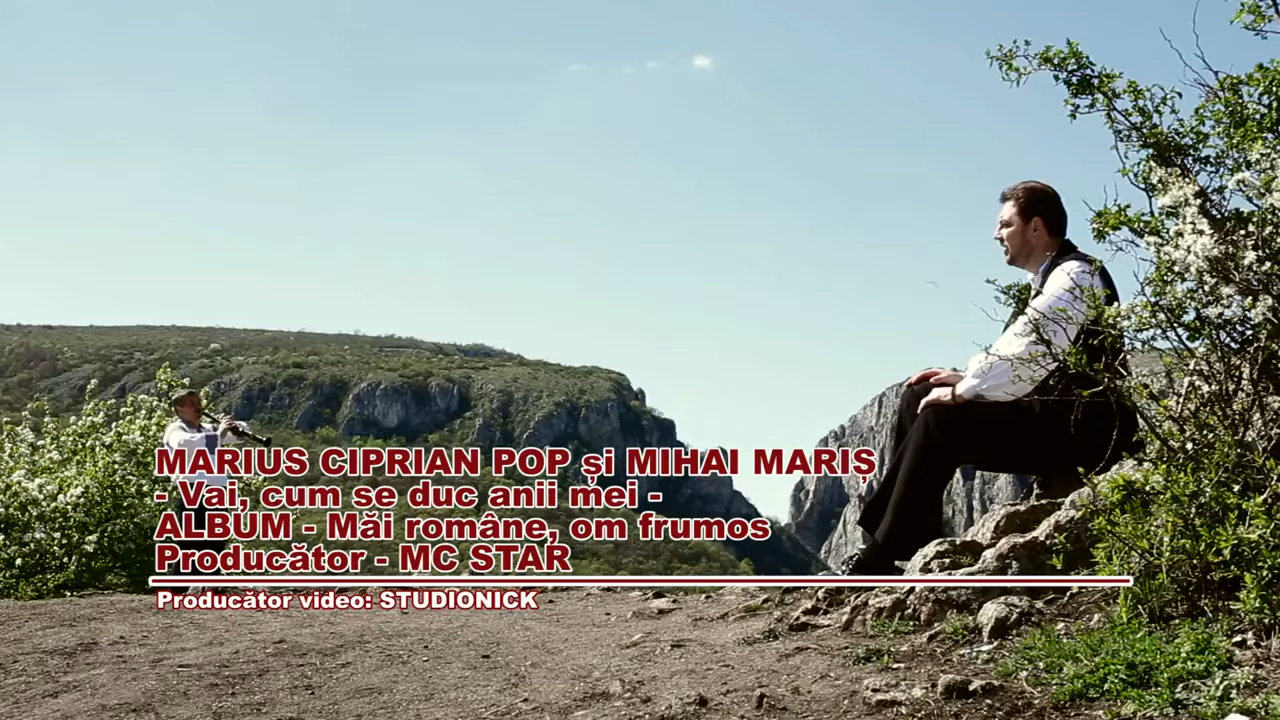 MARIUS CIPRIAN POP și MIHAI MARIȘ
- Vai, cum se duc anii mei -
ALBUM - Măi române, om frumos
Producător - MC STAR
Producător video: STUDIONICK